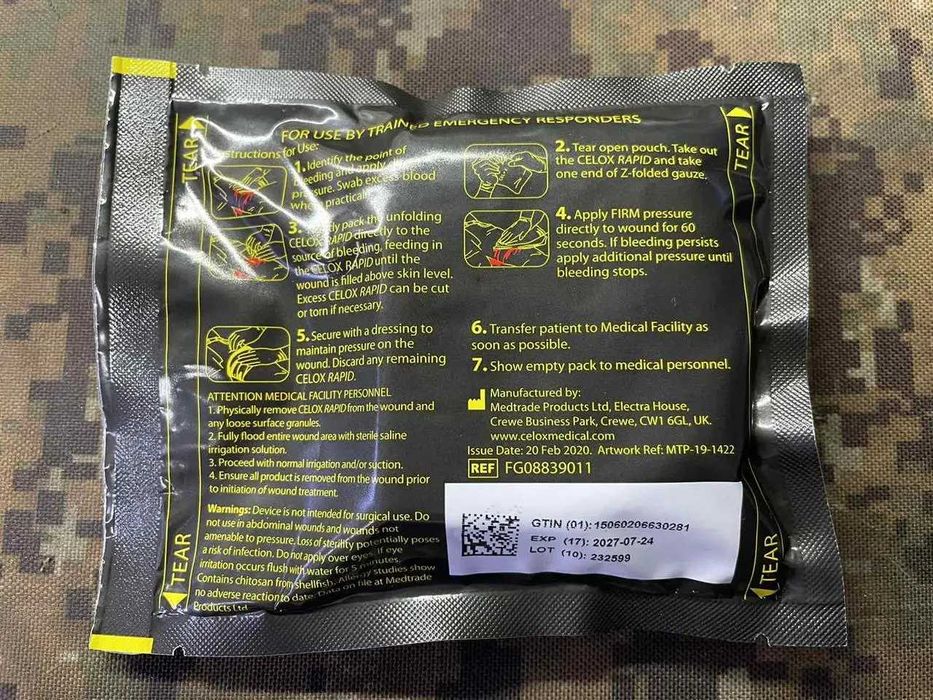 FOR USE BY TRAINED EMERGENCY RESPONDERS
TEAR
TEAR
Instructions for Use:
1. Identify the point of
bleeding and apply
pressure. Swab excess blood
where practical.
2. Tear open pouch. Take out
the CELOX RAPID and take
one end of Z-folded gauze.
3. pack the unfolding
CELOX RAPID directly to the
source of bleeding, feeding in
the CELOX RAPID until the
wound is filled above skin level.
Excess CELOX RAPID can be cut
or torn if necessary.
4. Apply FIRM pressure
directly to wound for 60
seconds. If bleeding persists
apply additional pressure until
bleeding stops.
5. Secure with a dressing to
maintain pressure on the
wound. Discard any remaining
CELOX RAPID.
6. Transfer patient to Medical Facility as
soon as possible.
7. Show empty pack to medical personnel.
ATTENTION MEDICAL FACILITY PERSONNEL
1. Physically remove CELOX RAPID from the wound and
any loose surface granules.
2. Fully flood entire wound area with sterile saline
irrigation solution.
3. Proceed with normal irrigation and/or suction.
4. Ensure all product is removed from the wound prior
to initiation of wound treatment.
Warnings: Device is not intended for surgical use. Do
not use in abdominal wounds and wounds not
amenable to pressure. Loss of sterility potentially poses
a risk of infection. Do not apply over eyes. If eye
irritation occurs flush with water for 5 minutes.
Contains chitosan from shellfish. Allergy studies show
no adverse reaction to date. Data on file at Medtrade
Products Ltd
Manufactured by:
Medtrade Products Ltd, Electra House,
Crewe Business Park, Crewe, CW1 6GL, UK.
www.celoxmedical.com
Issue Date: 20 Feb 2020. Artwork Ref: MTP-19-1422
REF FG08839011
GTIN (01): 15060206630281
EXP (17): 2027-07-24
LOT (10): 232599
TEAR
TEAR